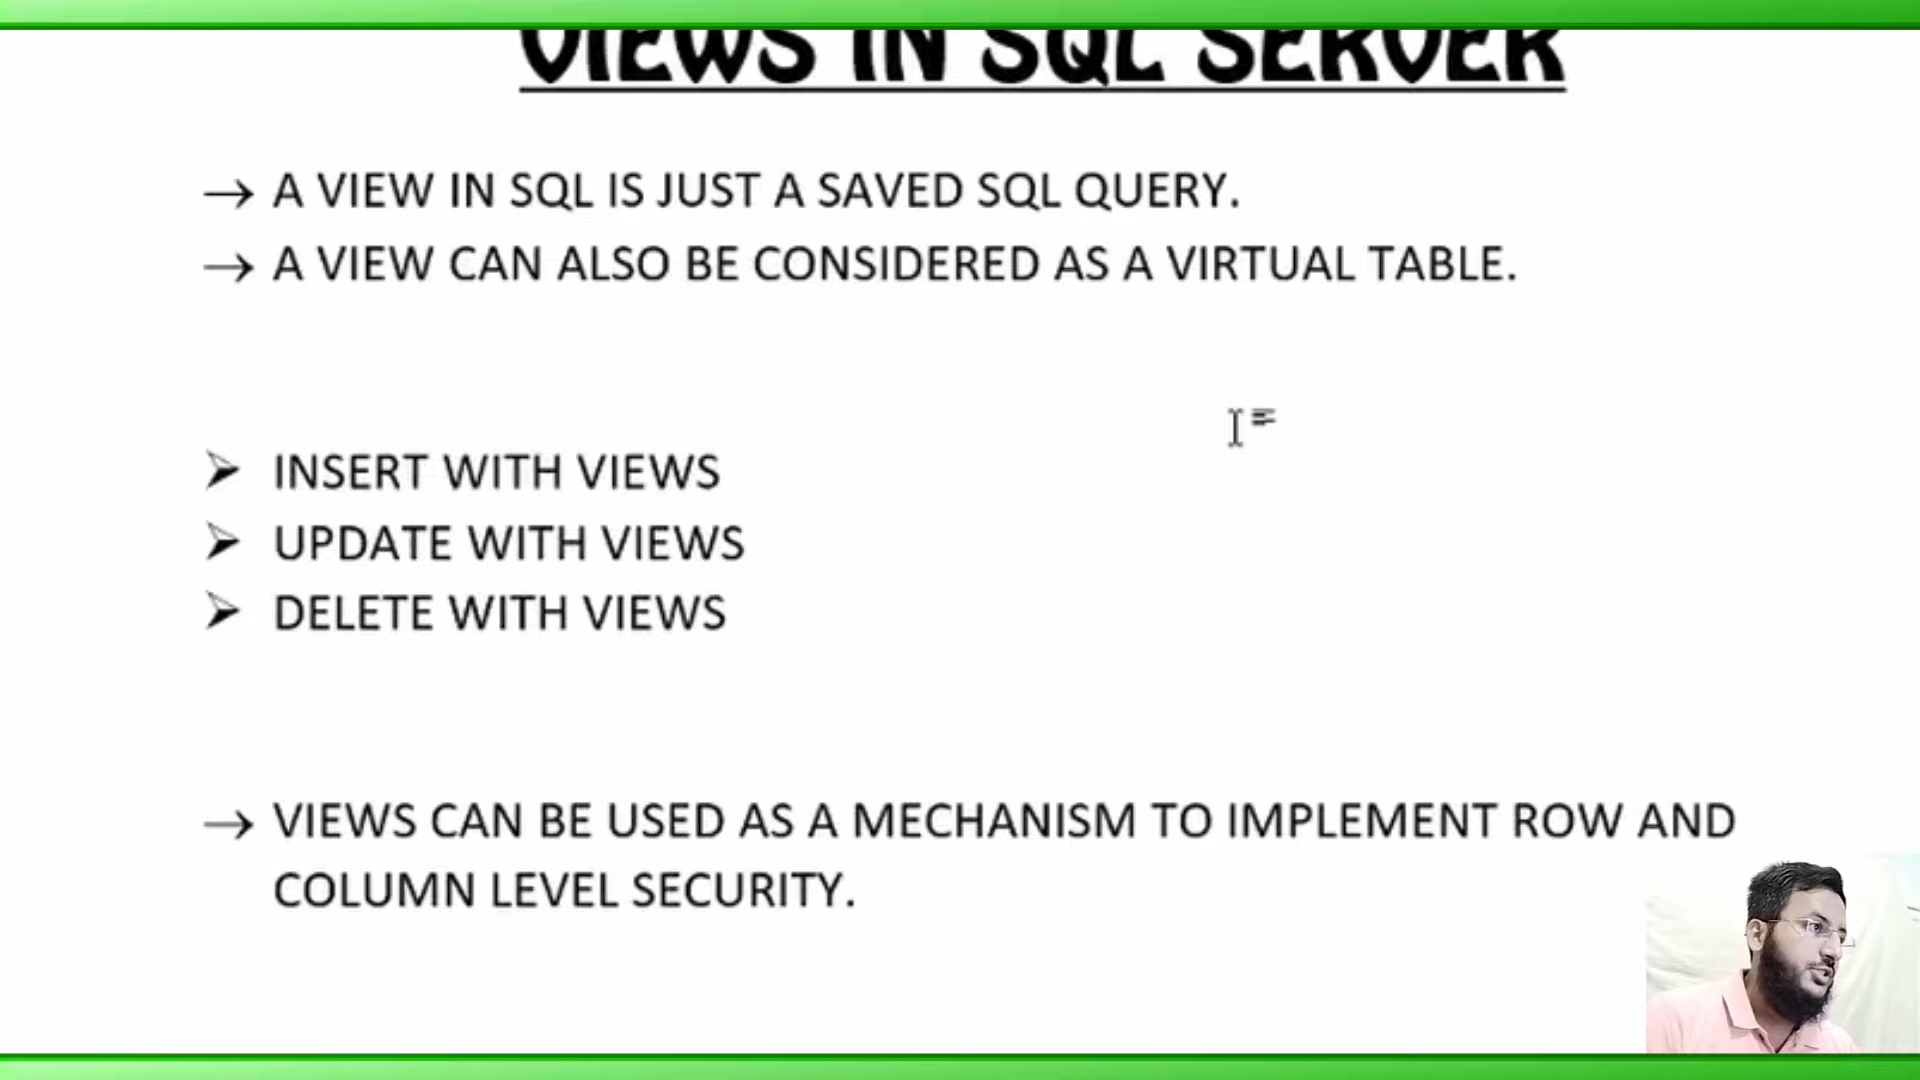 VIEWS IN SQL SERVER
→ A VIEW IN SQL IS JUST A SAVED SQL QUERY.
→ A VIEW CAN ALSO BE CONSIDERED AS A VIRTUAL TABLE.
➢ INSERT WITH VIEWS
➢ UPDATE WITH VIEWS
➢ DELETE WITH VIEWS
→ VIEWS CAN BE USED AS A MECHANISM TO IMPLEMENT ROW AND
COLUMN LEVEL SECURITY.